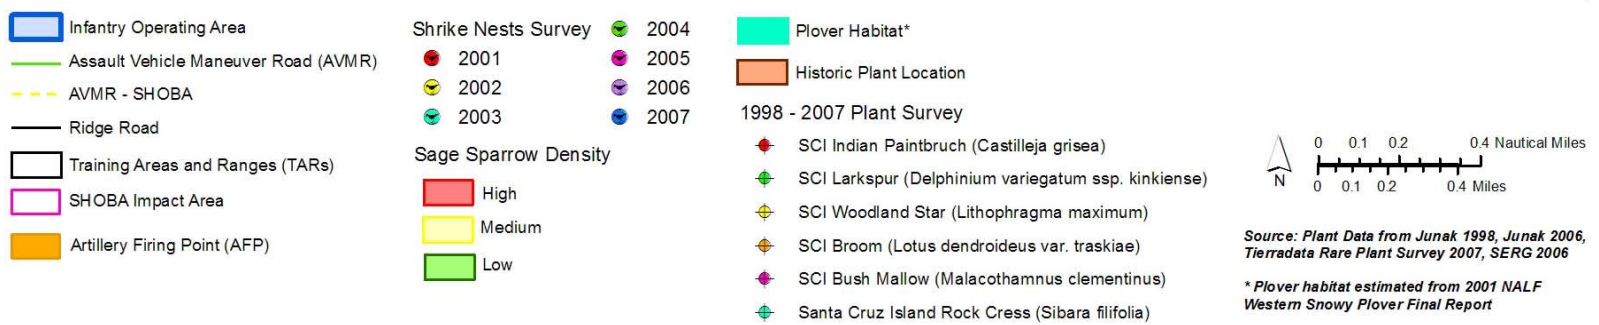 Infantry Operating Area
Assault Vehicle Maneuver Road (AVMR)
AVMR - SHOBA
Ridge Road
Training Areas and Ranges (TARs)
SHOBA Impact Area
Artillery Firing Point (AFP)
Shrike Nests Survey
2001
2002
2003
2004
2005
2006
2007
Sage Sparrow Density
High
Medium
Low
Plover Habitat*
Historic Plant Location
1998 - 2007 Plant Survey
SCI Indian Paintbruch (Castilleja grisea)
SCI Larkspur (Delphinium variegatum ssp. kinkiense)
SCI Woodland Star (Lithophragma maximum)
SCI Broom (Lotus dendroideus var. traskiae)
SCI Bush Mallow (Malacothamnus clementinus)
Santa Cruz Island Rock Cress (Sibara filifolia)
N
0 0.1 0.2 0.4 Nautical Miles
0 0.1 0.2 0.4 Miles
Source: Plant Data from Junak 1998, Junak 2006,
Tierradata Rare Plant Survey 2007, SERG 2006
* Plover habitat estimated from 2001 NALF
Western Snowy Plover Final Report